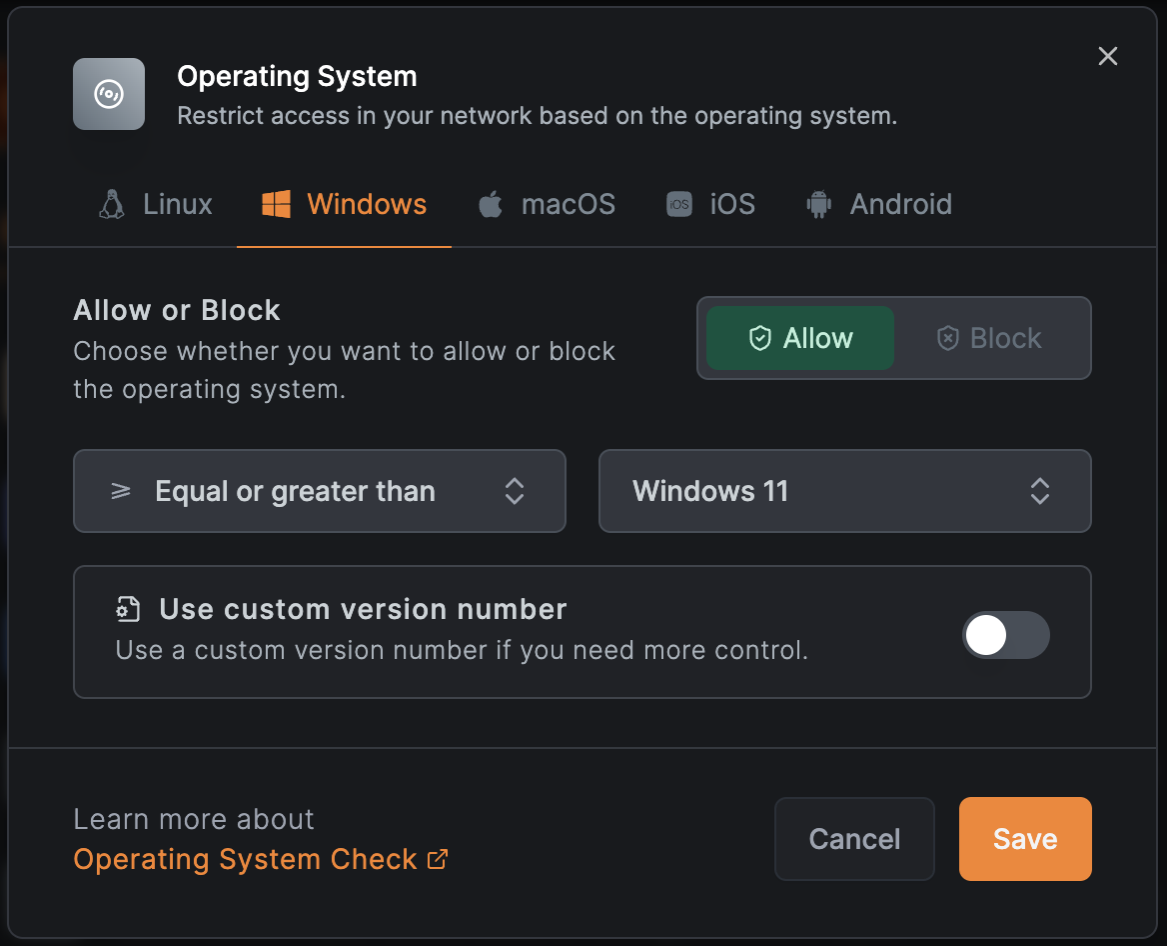 Operating System
Restrict access in your network based on the operating system.
Linux Windows macOS iOS iOS Android
Allow or Block
Choose whether you want to allow or block
the operating system.
Allow Block
≥ Equal or greater than Windows 11
Use custom version number
Use a custom version number if you need more control.
Learn more about
Operating System Check
Cancel Save